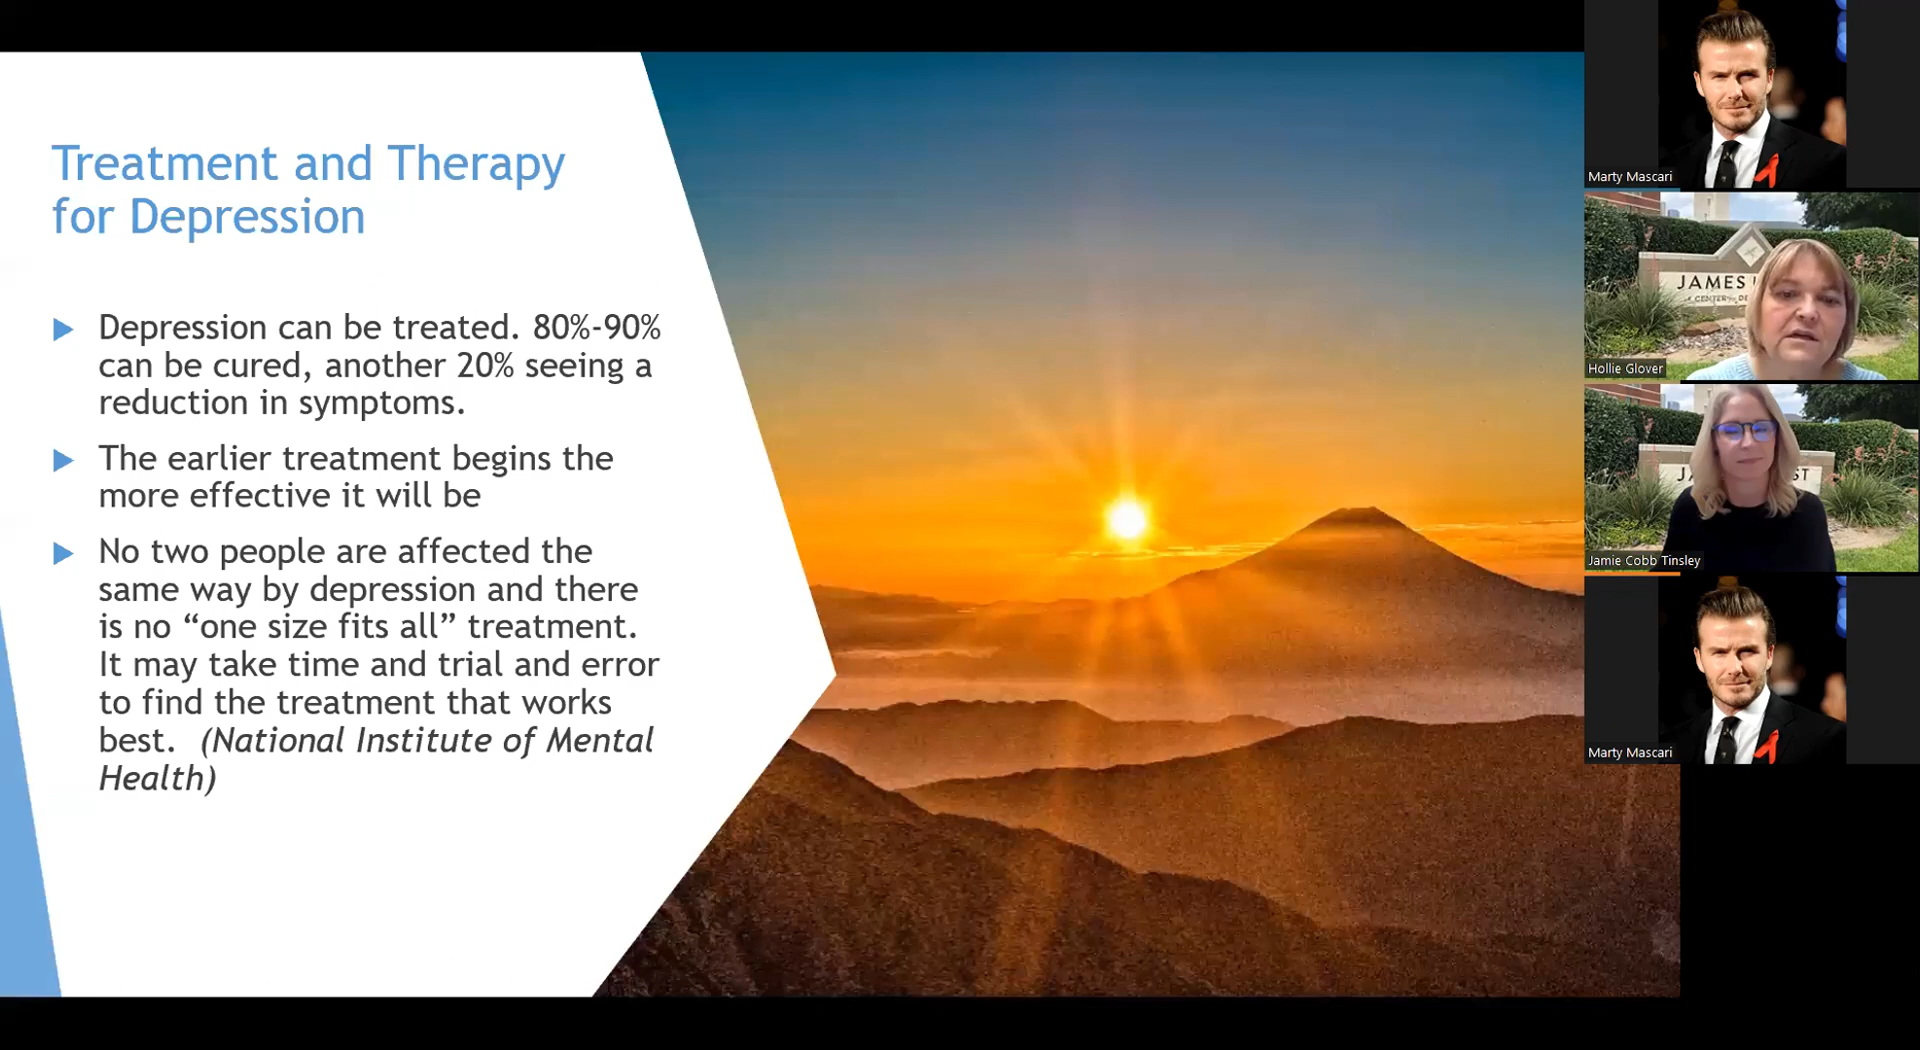 Treatment and Therapy
for Depression
Depression can be treated. 80%-90%
can be cured, another 20% seeing a
reduction in symptoms.
The earlier treatment begins the
more effective it will be
No two people are affected the
same way by depression and there
is no “one size fits all” treatment.
It may take time and trial and error
to find the treatment that works
best. (National Institute of Mental
Health)
Marty Mascari
JAMES
A CENTER
Hollie Glover
ST
Jamie Cobb Tinsley
Marty Mascari